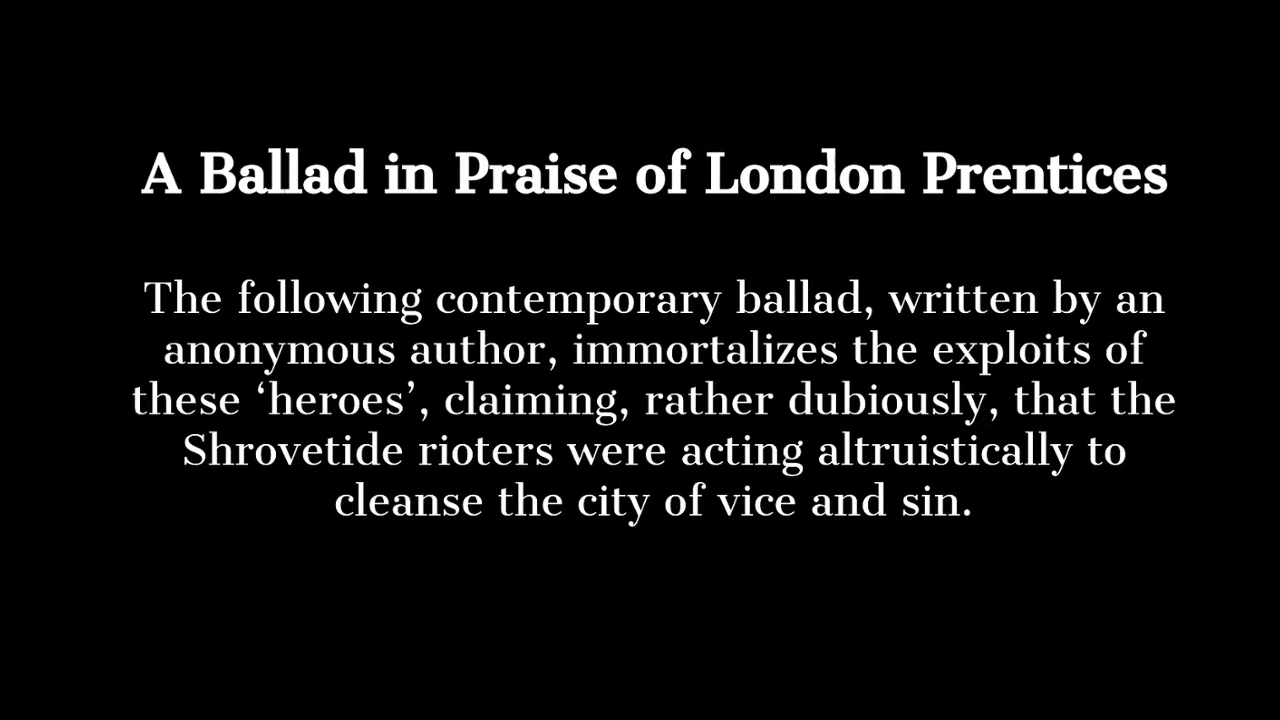 A Ballad in Praise of London Prentices
The following contemporary ballad, written by an
anonymous author, immortalizes the exploits of
these ‘heroes’, claiming, rather dubiously, that the
Shrovetide rioters were acting altruistically to
cleanse the city of vice and sin.